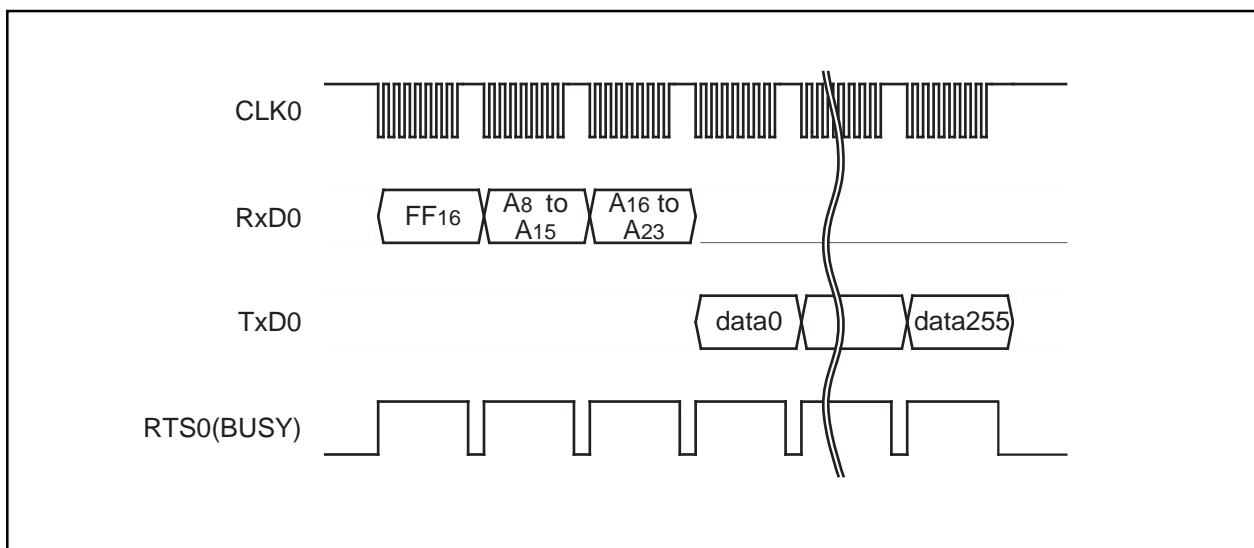 CLK0
RxD0
FF16
A8 to
A15
A16 to
A23
TxD0
data0
data255
RTS0(BUSY)